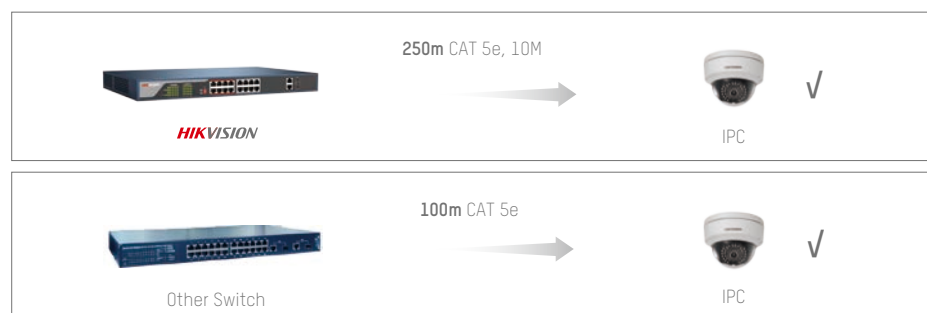 250m CAT 5e, 10M
HIKVISION
IPC
√
100m CAT 5e
Other Switch
IPC
√